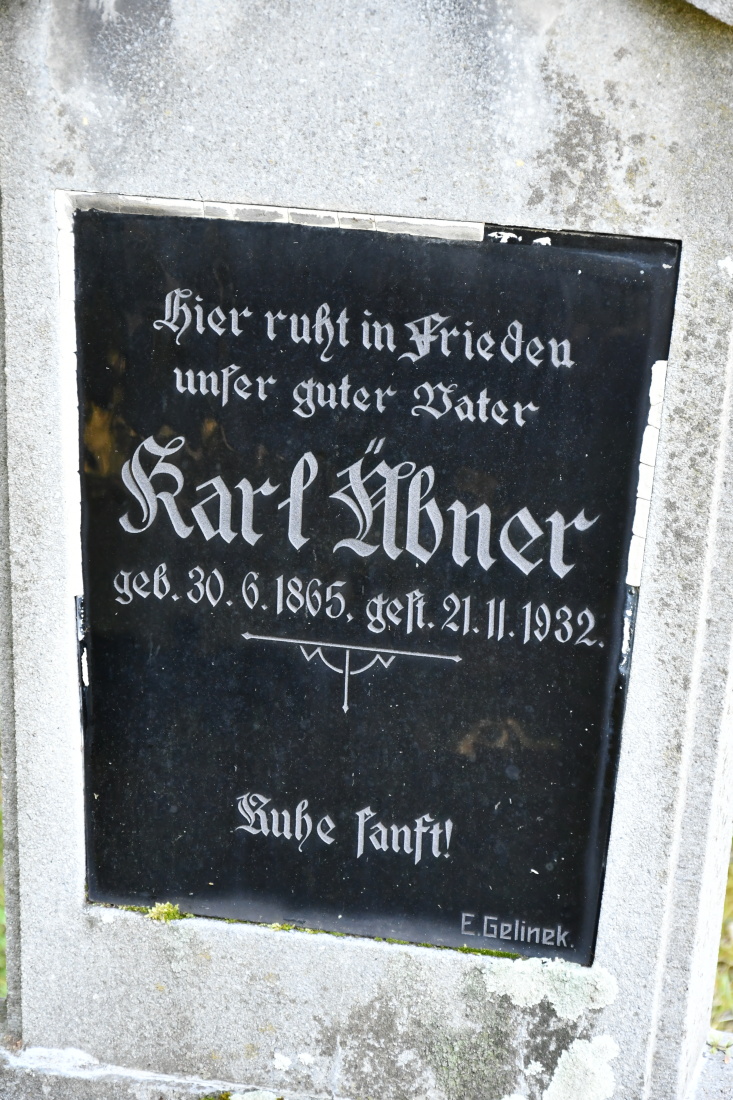 Hier ruht in Frieden
unser guter Vater
Karl Äbner
geb. 30. 6. 1865. gest. 21. 11. 1932.
Ruhe sanft!
E. Gelinek.